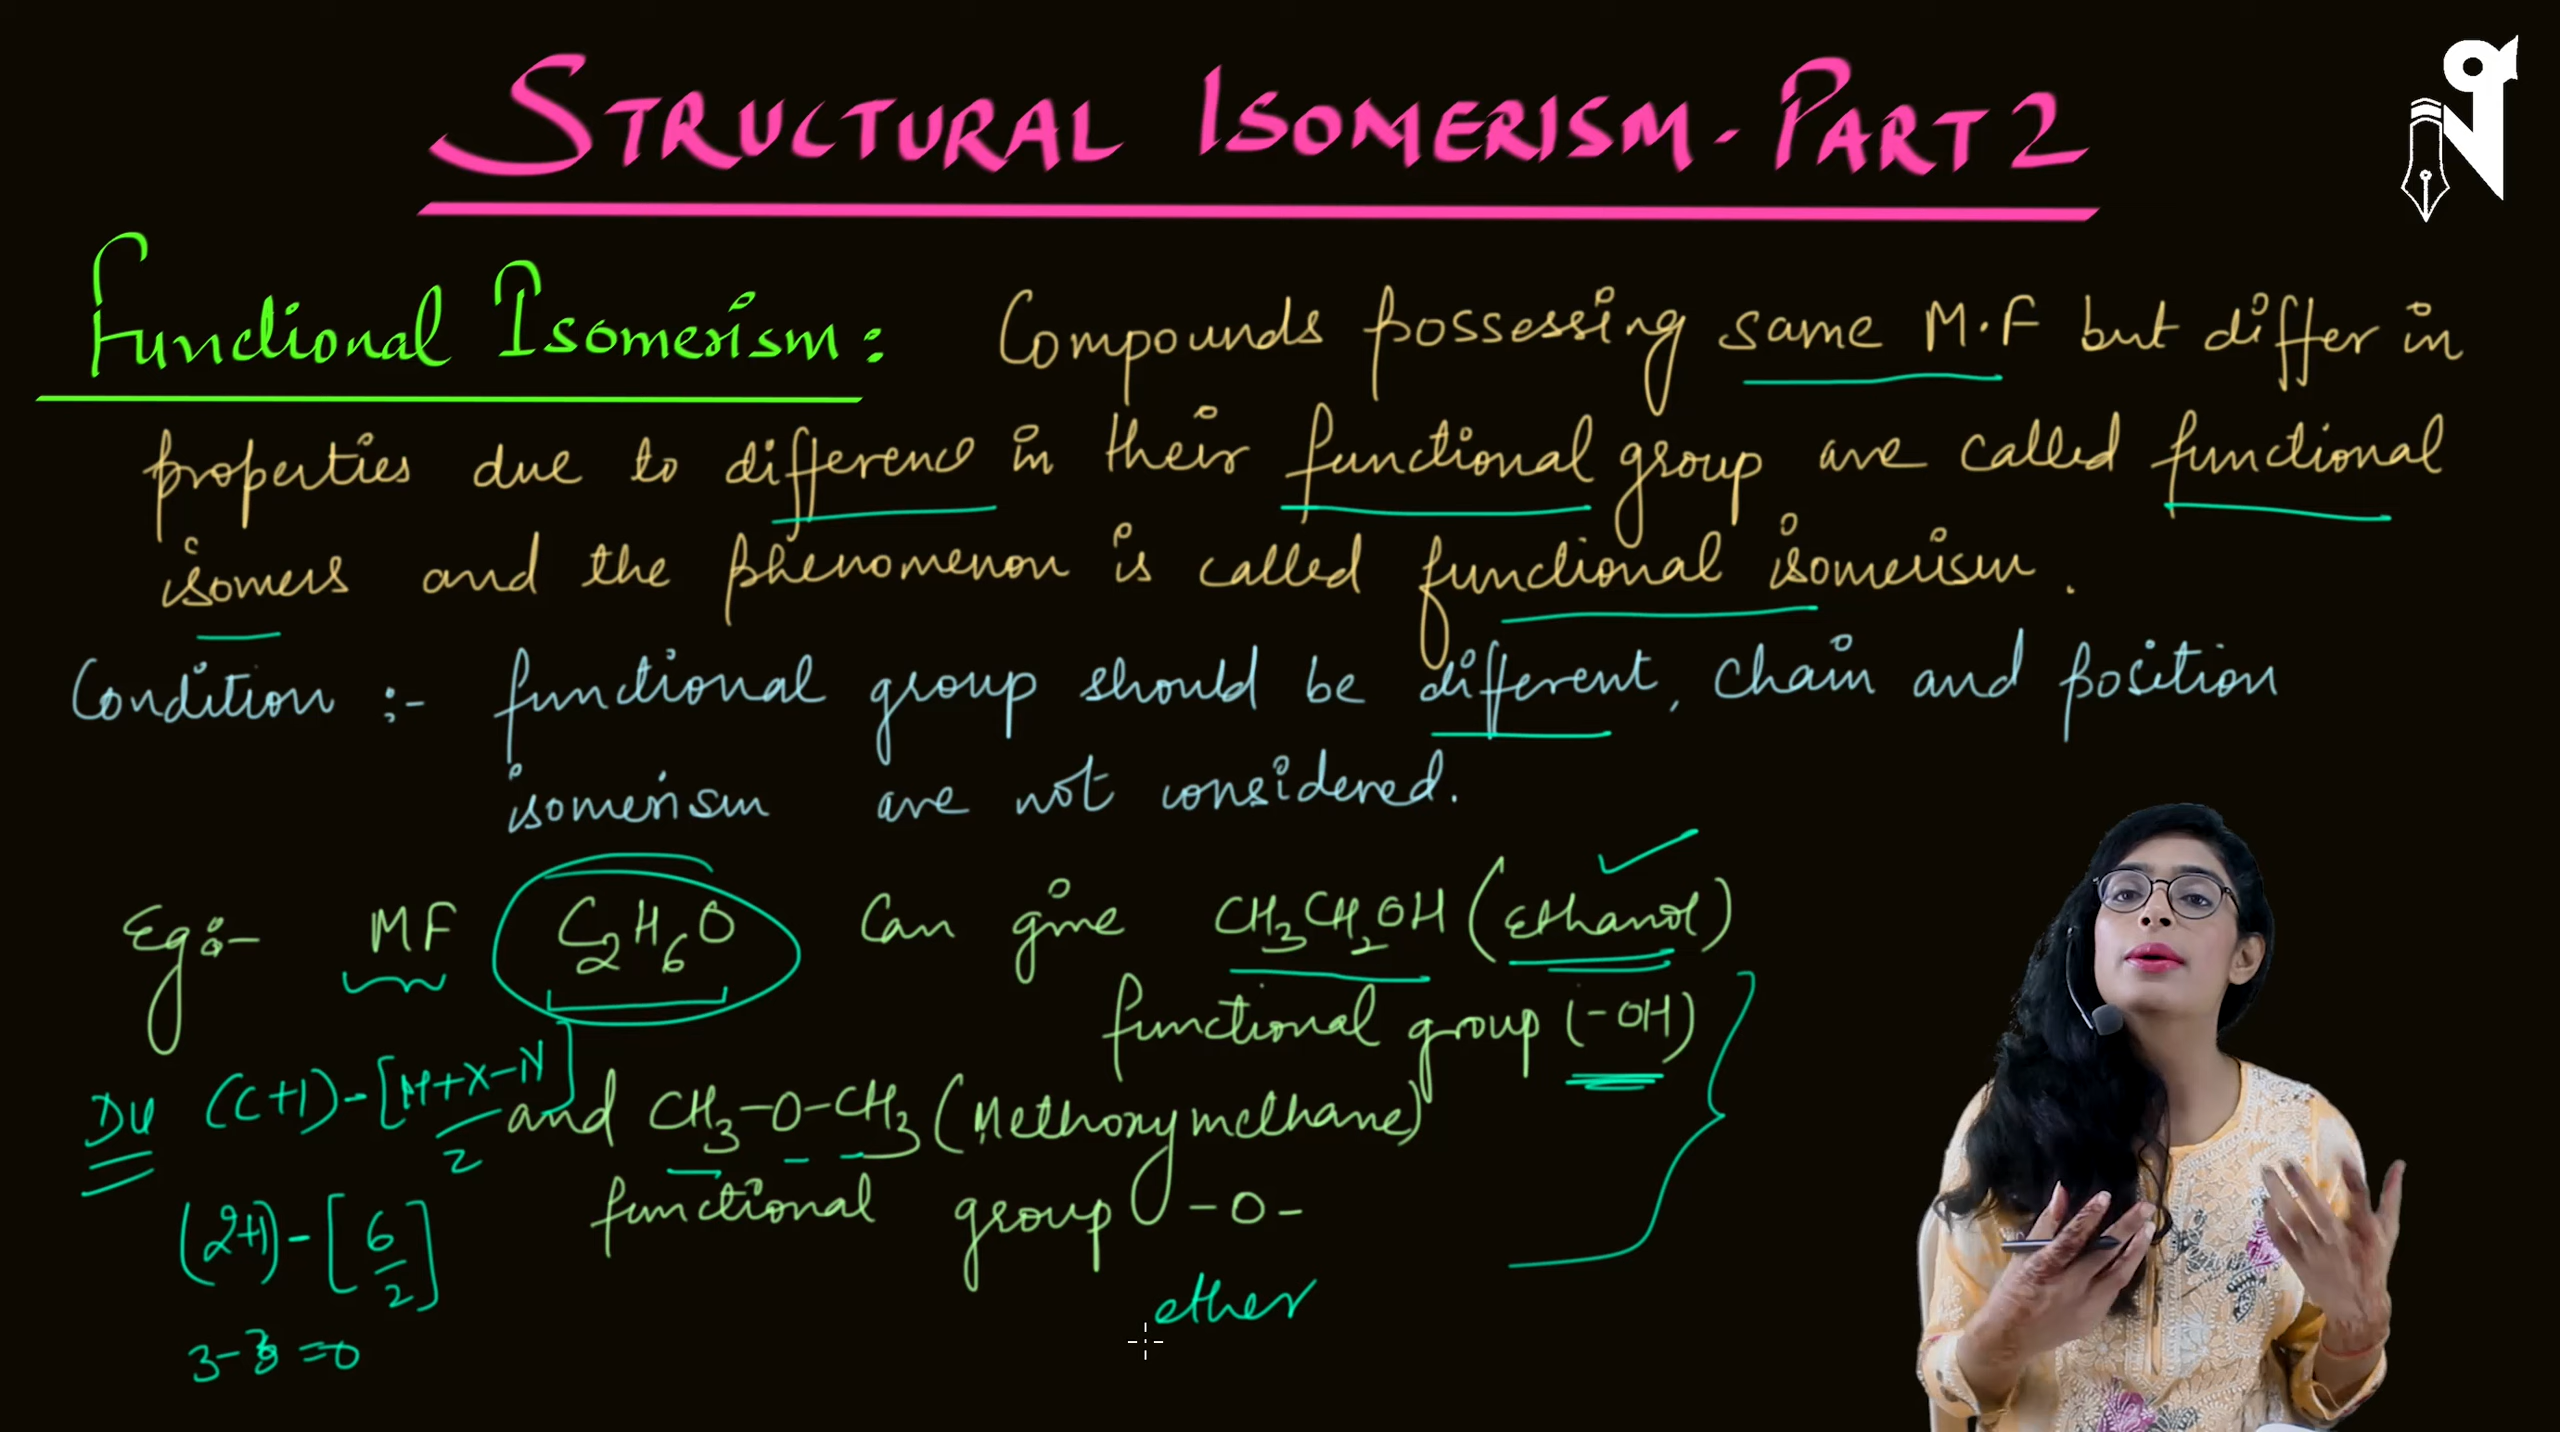 STRUCTURAL ISOMERISM - PART 2
Functional Isomerism : Compounds possessing same M.F but differ in
properties due to difference in their functional group are called functional
isomers and the phenomenon is called functional isomerism.
Condition :- functional group should be different, chain and position
isomerism are not considered.
Eg:- MF C2H6O Can give CH3CH2OH (Ethanol)
functional group (-OH)
DU (C+1)-[H+X-N/2]
and CH3-O-CH3 (Methoxymethane)
functional group -O-
ether
(2+1)-[6/2]
3-3=0